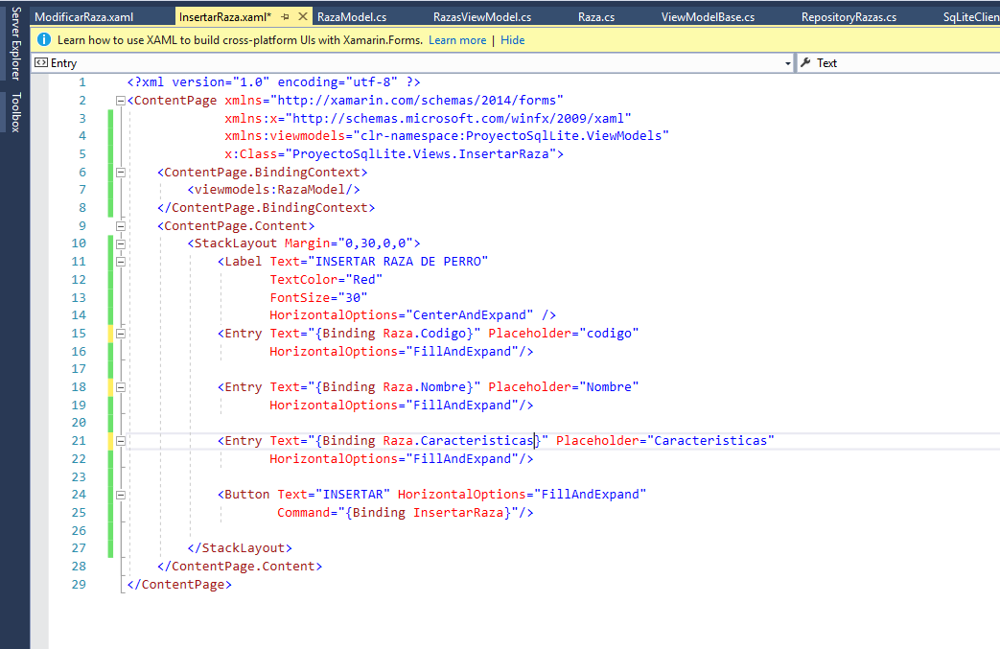 Server Explorer
Toolbox
ModificarRaza.xaml InsertarRaza.xaml* RazaModel.cs RazasViewModel.cs Raza.cs ViewModelBase.cs RepositoryRazas.cs SqLiteClien
Learn how to use XAML to build cross-platform UIs with Xamarin.Forms. Learn more | Hide
Entry Text
1 <?xml version="1.0" encoding="utf-8" ?>
2 <ContentPage xmlns="http://xamarin.com/schemas/2014/forms"
3 xmlns:x="http://schemas.microsoft.com/winfx/2009/xaml"
4 xmlns:viewmodels="clr-namespace:ProyectoSqlLite.ViewModels"
5 x:Class="ProyectoSqlLite.Views.InsertarRaza">
6 <ContentPage.BindingContext>
7 <viewmodels:RazaModel/>
8 </ContentPage.BindingContext>
9 <ContentPage.Content>
10 <StackLayout Margin="0,30,0,0">
11 <Label Text="INSERTAR RAZA DE PERRO"
12 TextColor="Red"
13 FontSize="30"
14 HorizontalOptions="CenterAndExpand" />
15 <Entry Text="{Binding Raza.Codigo}" Placeholder="codigo"
16 HorizontalOptions="FillAndExpand"/>
17
18 <Entry Text="{Binding Raza.Nombre}" Placeholder="Nombre"
19 HorizontalOptions="FillAndExpand"/>
20
21 <Entry Text="{Binding Raza.Caracteristicas}" Placeholder="Caracteristicas"
22 HorizontalOptions="FillAndExpand"/>
23
24 <Button Text="INSERTAR" HorizontalOptions="FillAndExpand"
25 Command="{Binding InsertarRaza}"/>
26
27 </StackLayout>
28 </ContentPage.Content>
29 </ContentPage>